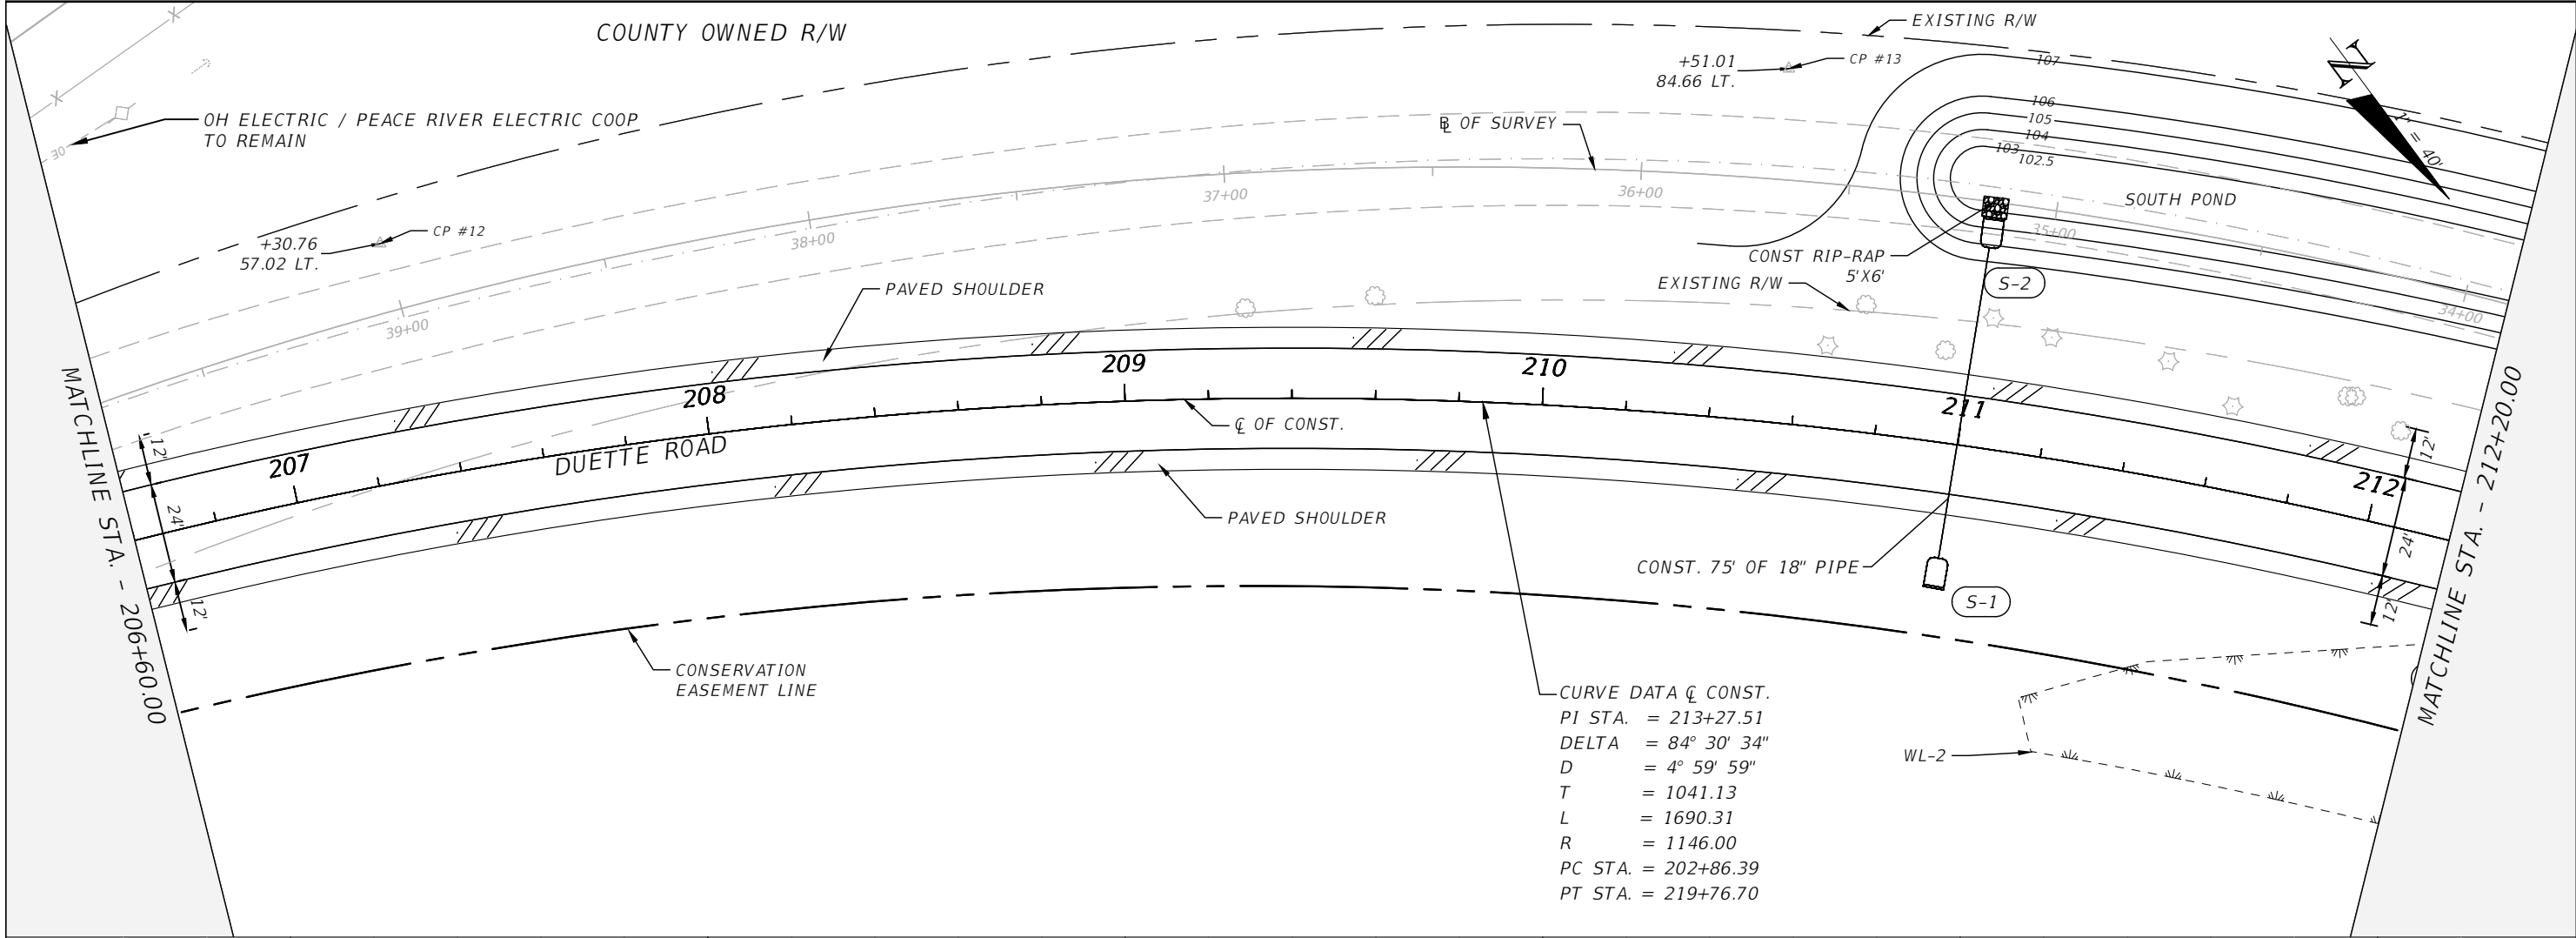 COUNTY OWNED R/W
EXISTING R/W
+51.01
84.66 LT.
CP #13
107
106
105
104
103
102.5
1" = 40'
N
OH ELECTRIC / PEACE RIVER ELECTRIC COOP
TO REMAIN
30
℄ OF SURVEY
SOUTH POND
37+00
36+00
35+00
34+00
38+00
39+00
+30.76
57.02 LT.
CP #12
CONST RIP-RAP
5'X6'
EXISTING R/W
S-2
PAVED SHOULDER
207
208
209
210
211
212
DUETTE ROAD
℄ OF CONST.
PAVED SHOULDER
12'
24'
12'
12'
24'
12'
MATCHLINE STA. - 206+60.00
MATCHLINE STA. - 212+20.00
CONST. 75' OF 18" PIPE
S-1
CONSERVATION
EASEMENT LINE
CURVE DATA ℄ CONST.
PI STA. = 213+27.51
DELTA = 84° 30' 34"
D = 4° 59' 59"
T = 1041.13
L = 1690.31
R = 1146.00
PC STA. = 202+86.39
PT STA. = 219+76.70
WL-2